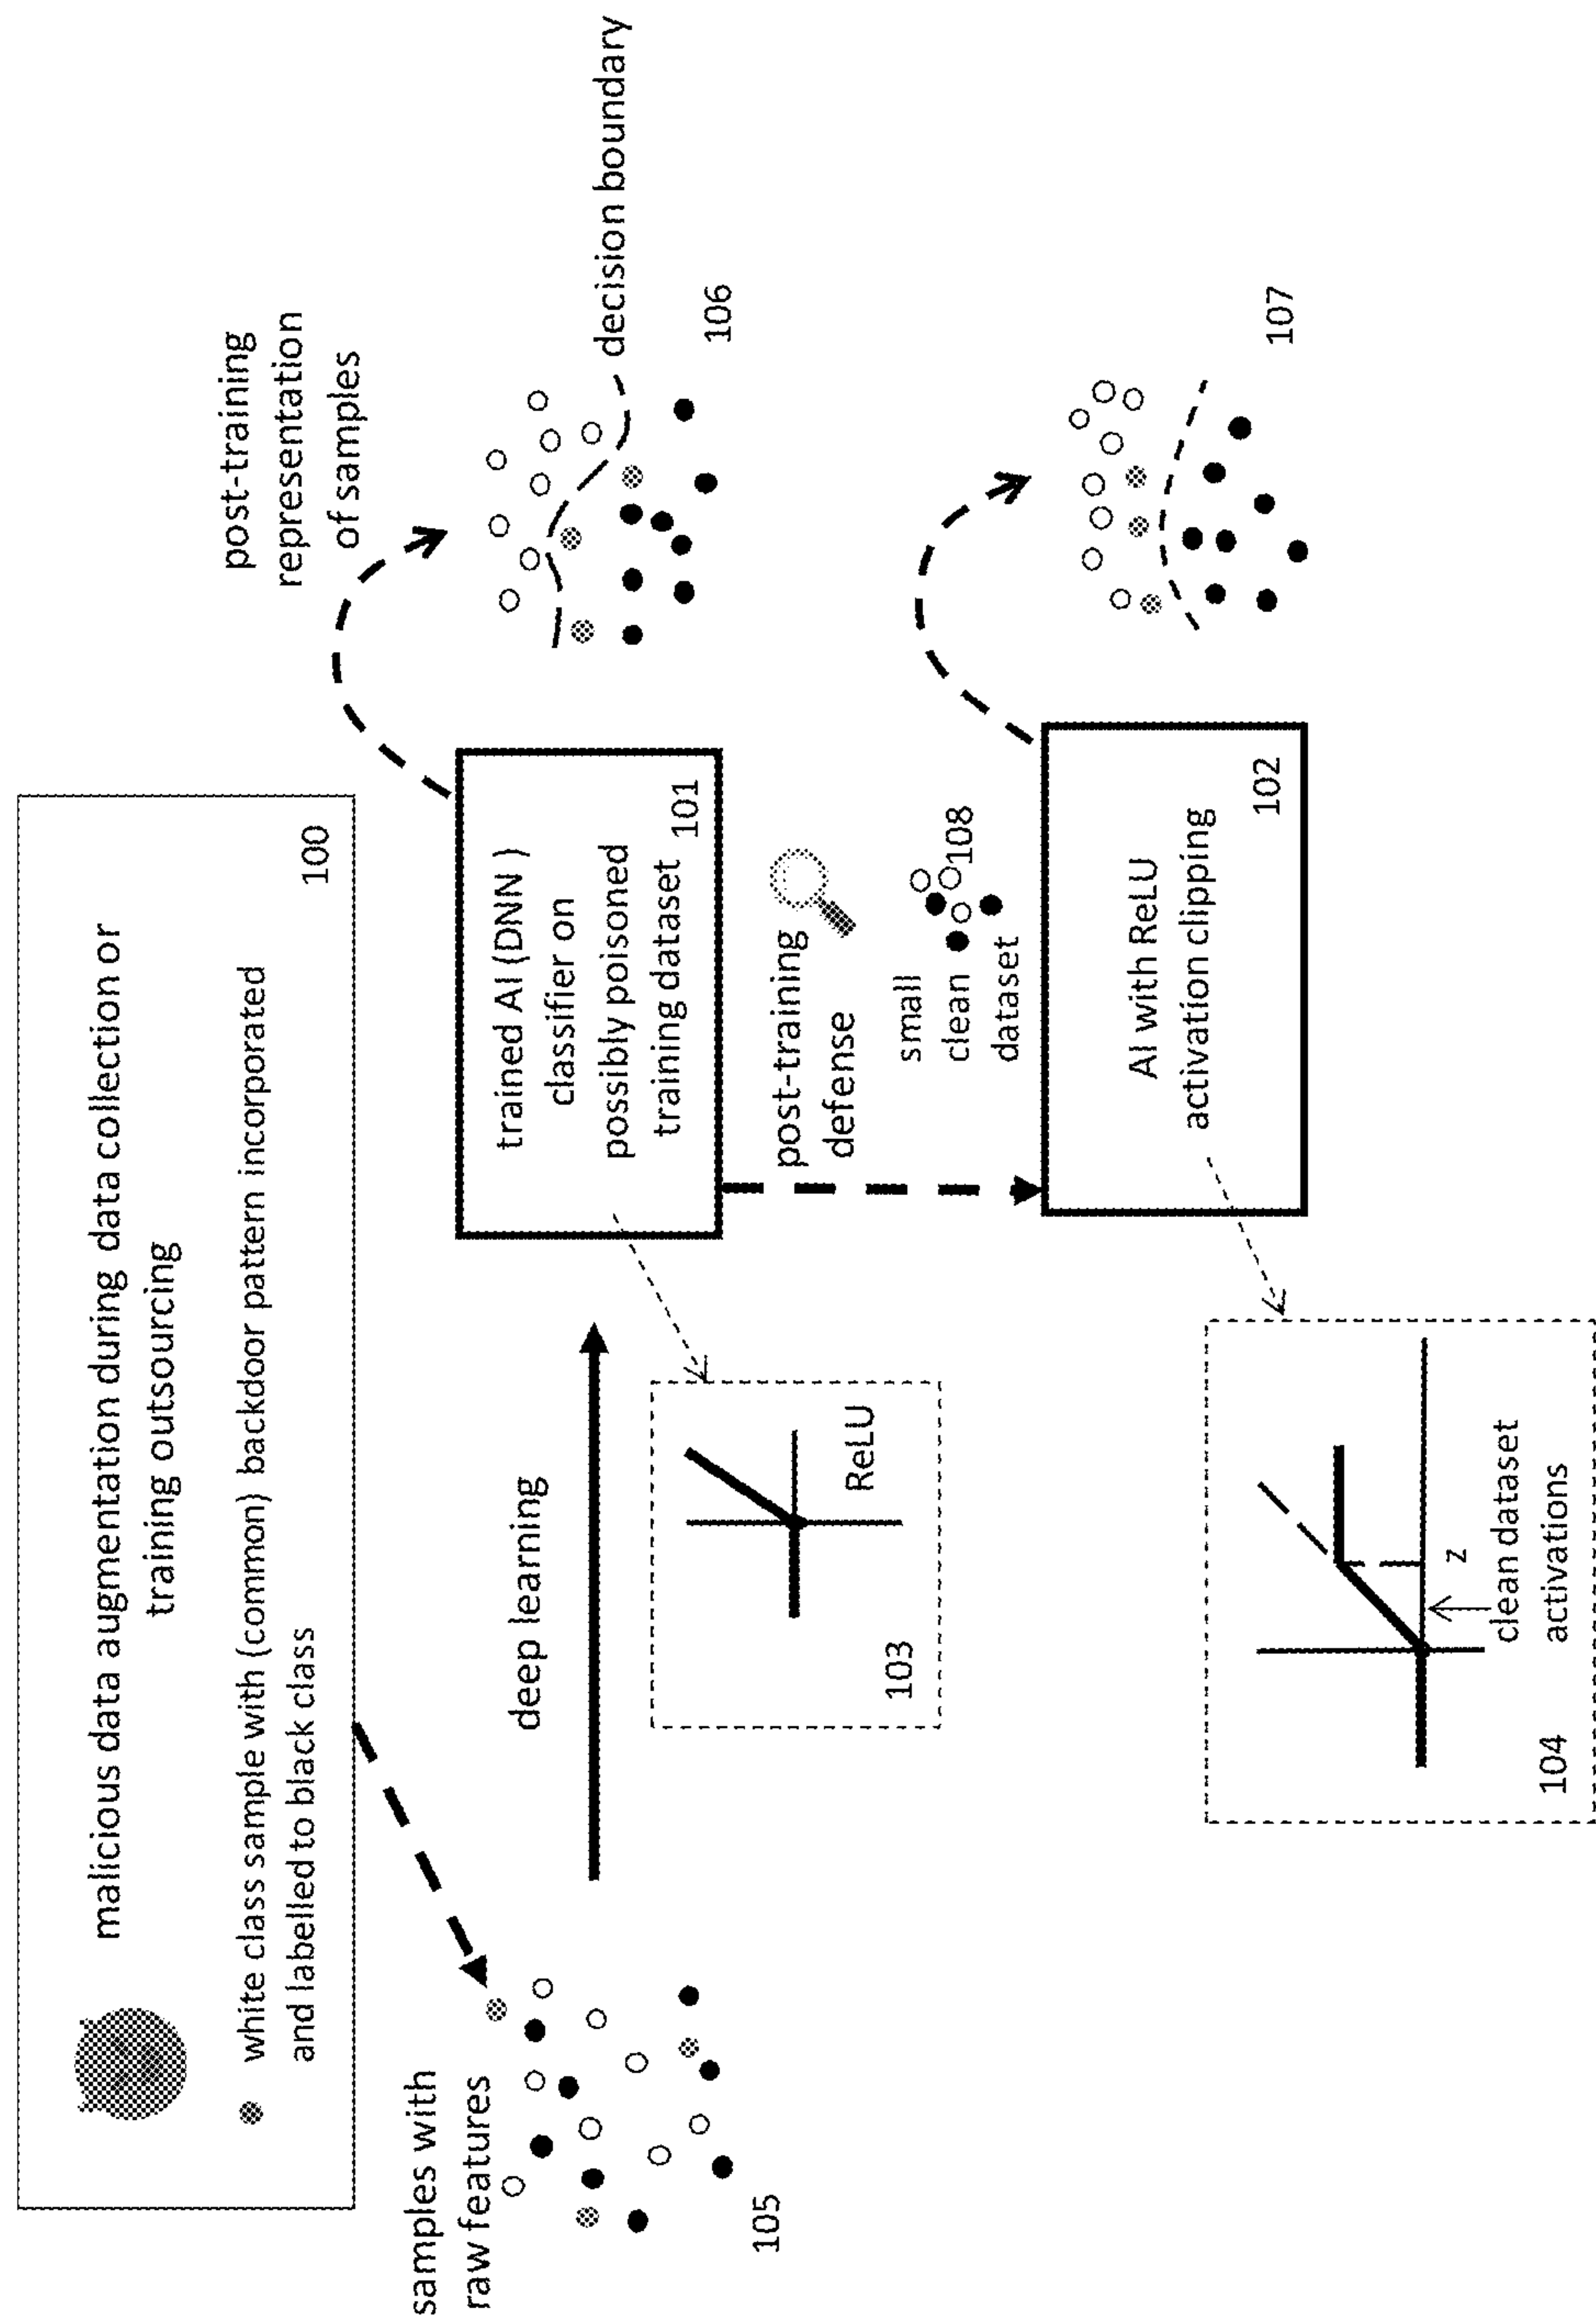 malicious data augmentation during data collection or
training outsourcing
white class sample with (common) backdoor pattern incorporated
and labelled to black class
100
samples with
raw features
105
deep learning
trained AI (DNN )
classifier on
possibly poisoned
training dataset
101
post-training
representation
of samples
decision boundary
106
ReLU
103
post-training
defense
small
clean
dataset
108
AI with ReLU
activation clipping
102
107
z
clean dataset
activations
104